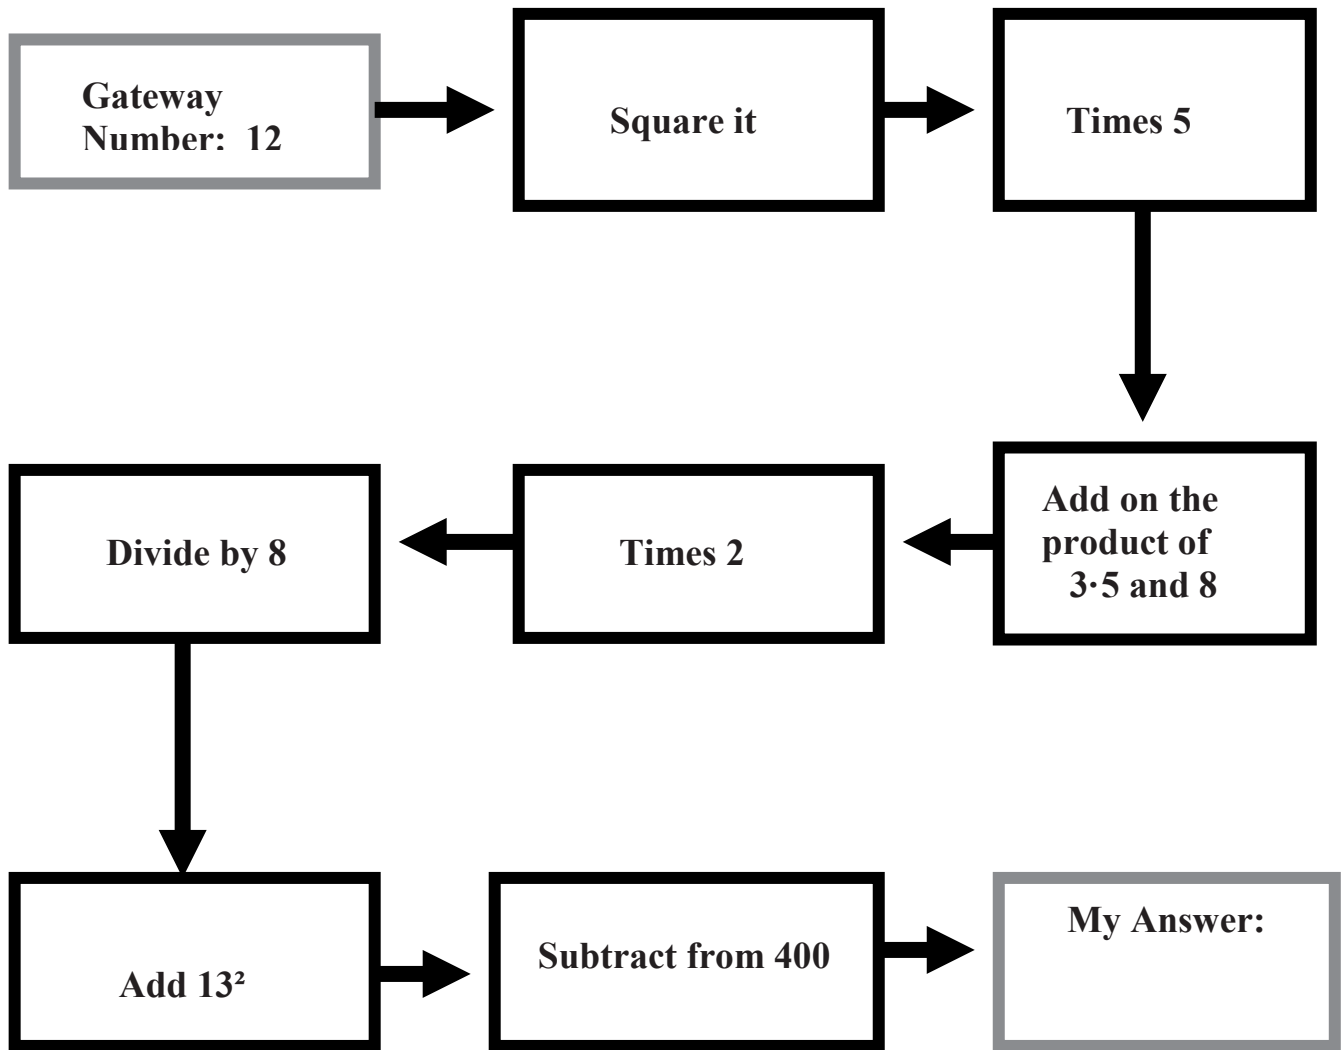 Gateway
Number: 12
Square it
Times 5
Add on the
product of
3·5 and 8
Times 2
Divide by 8
Add 13²
Subtract from 400
My Answer: